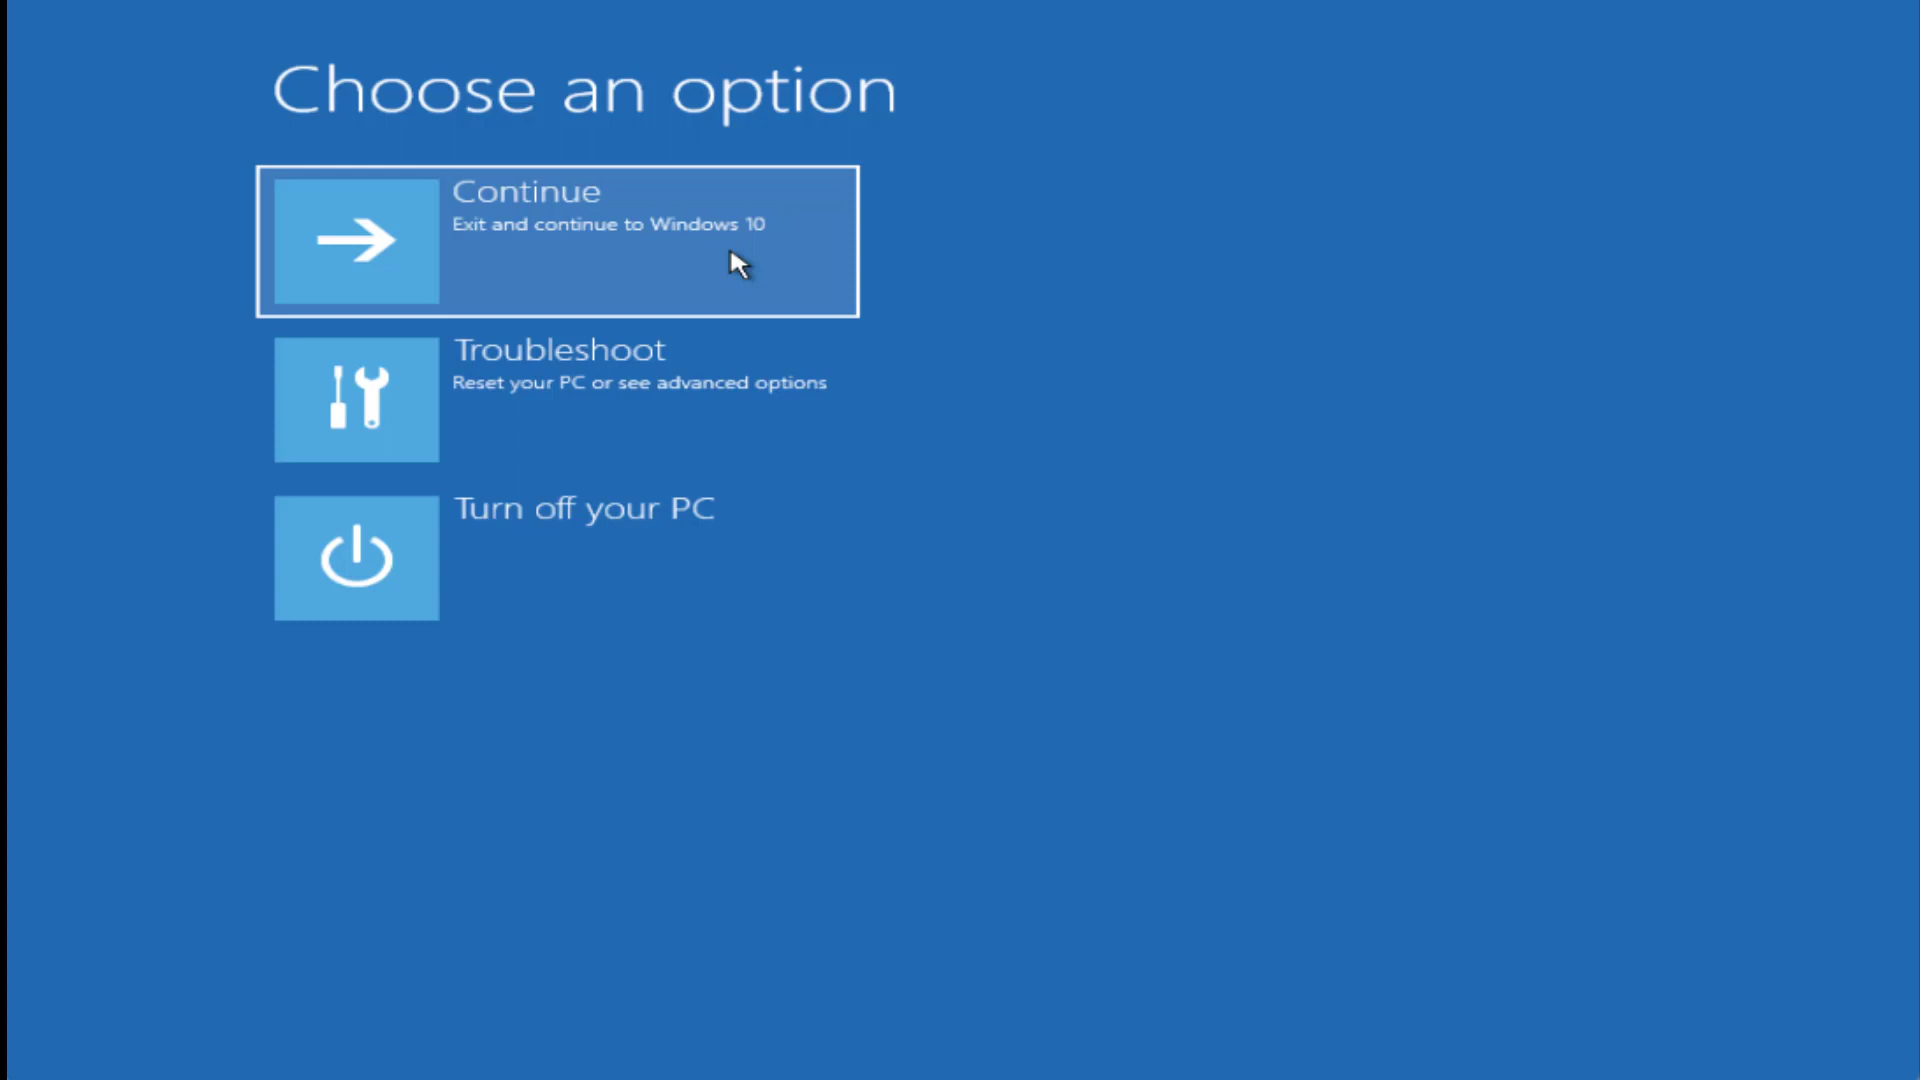 Choose an option
Continue
Exit and continue to Windows 10
Troubleshoot
Reset your PC or see advanced options
Turn off your PC